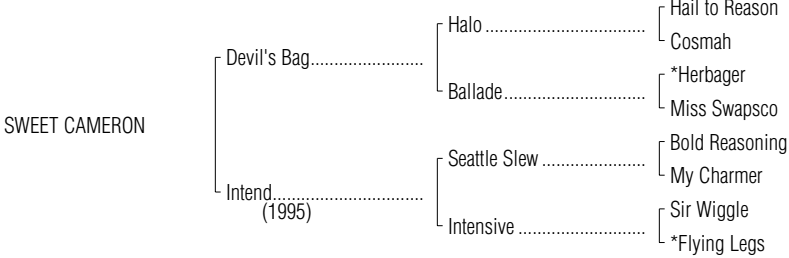 Hail to Reason
Halo ..................................
Cosmah
Devil's Bag........................
*Herbager
Ballade..............................
Miss Swapsco
SWEET CAMERON
Bold Reasoning
Seattle Slew ......................
My Charmer
Intend................................
(1995)
Sir Wiggle
Intensive ...........................
*Flying Legs